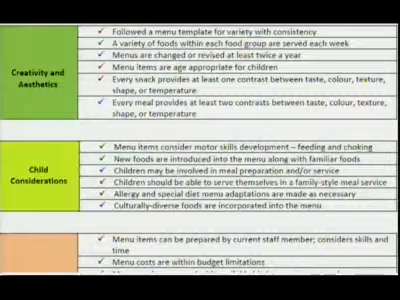 Followed a menu template for variety with consistency
A variety of foods within each food group are served each week
Menus are changed or revised at least twice a year
Menu items are age appropriate for children
Creativity and
Aesthetics
Every snack provides at least one contrast between taste, colour, texture,
shape, or temperature
Every meal provides at least two contrasts between taste, colour, texture,
shape, or temperature
Menu items consider motor skills development – feeding and choking
New foods are introduced into the menu along with familiar foods
Child
Considerations
Children may be involved in meal preparation and/or service
Children should be able to serve themselves in a family-style meal service
Allergy and special diet menu adaptations are made as necessary
Culturally-diverse foods are incorporated into the menu
Menu items can be prepared by current staff member; considers skills and
time
Menu costs are within budget limitations